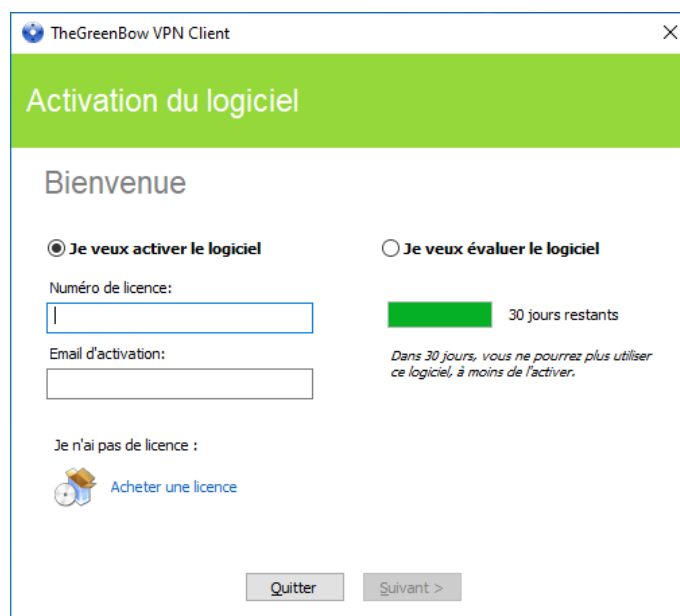 TheGreenBow VPN Client
Activation du logiciel
Bienvenue
Je veux activer le logiciel
Numéro de licence:
Email d'activation:
Je n'ai pas de licence :
Acheter une licence
Je veux évaluer le logiciel
30 jours restants
Dans 30 jours, vous ne pourrez plus utiliser
ce logiciel, à moins de l'activer.
Quitter
Suivant >